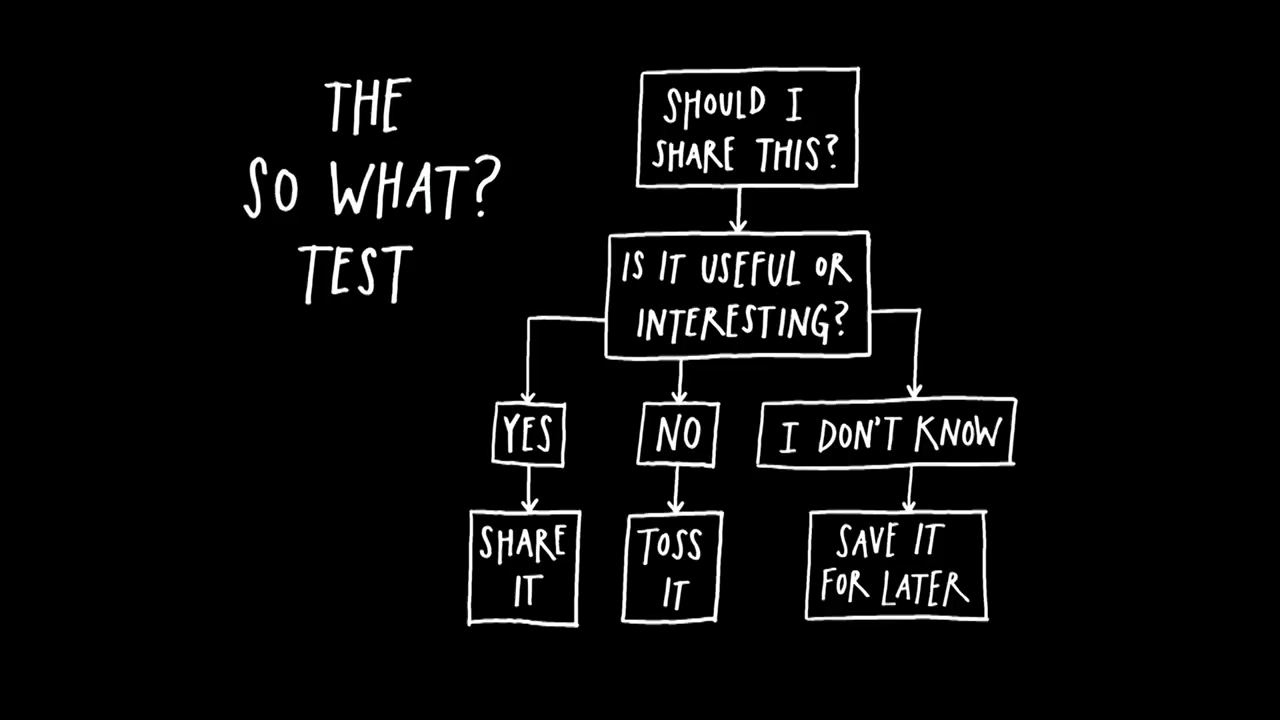 THE
SO WHAT?
TEST
SHOULD I
SHARE THIS?
IS IT USEFUL OR
INTERESTING?
YES
NO
I DON'T KNOW
SHARE
IT
TOSS
IT
SAVE IT
FOR LATER